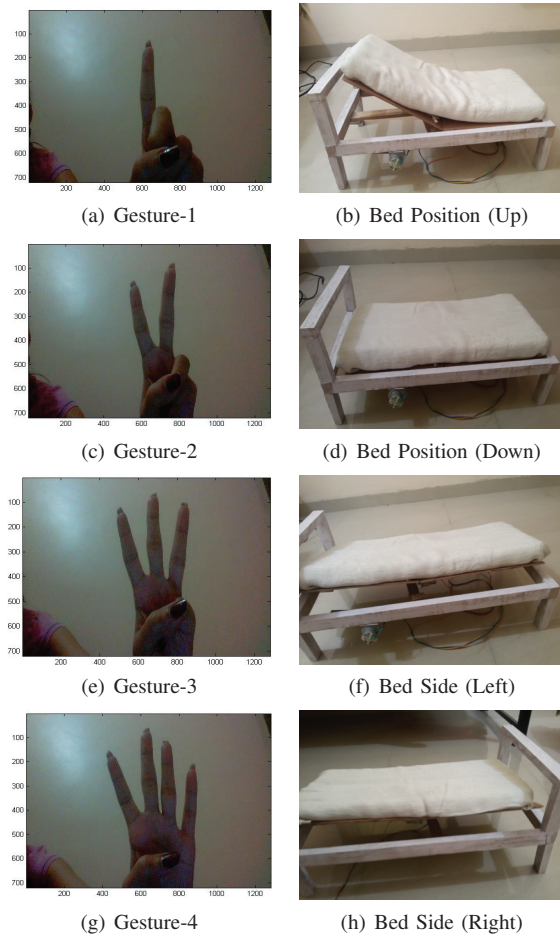 100
200
300
400
500
600
700
200 400 600 800 1000 1200
(a) Gesture-1
(b) Bed Position (Up)
100
200
300
400
500
600
700
200 400 600 800 1000 1200
(c) Gesture-2
(d) Bed Position (Down)
100
200
300
400
500
600
700
200 400 600 800 1000 1200
(e) Gesture-3
(f) Bed Side (Left)
100
200
300
400
500
600
700
200 400 600 800 1000 1200
(g) Gesture-4
(h) Bed Side (Right)